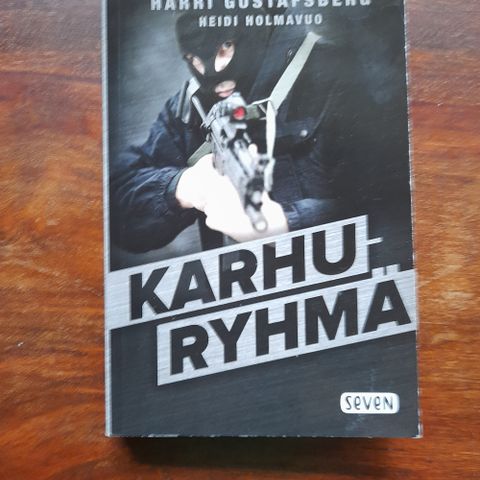 HARRI GUSTAFSBERG
HEIDI HOLMAVUO
KARHU-
RYHMÄ
seven